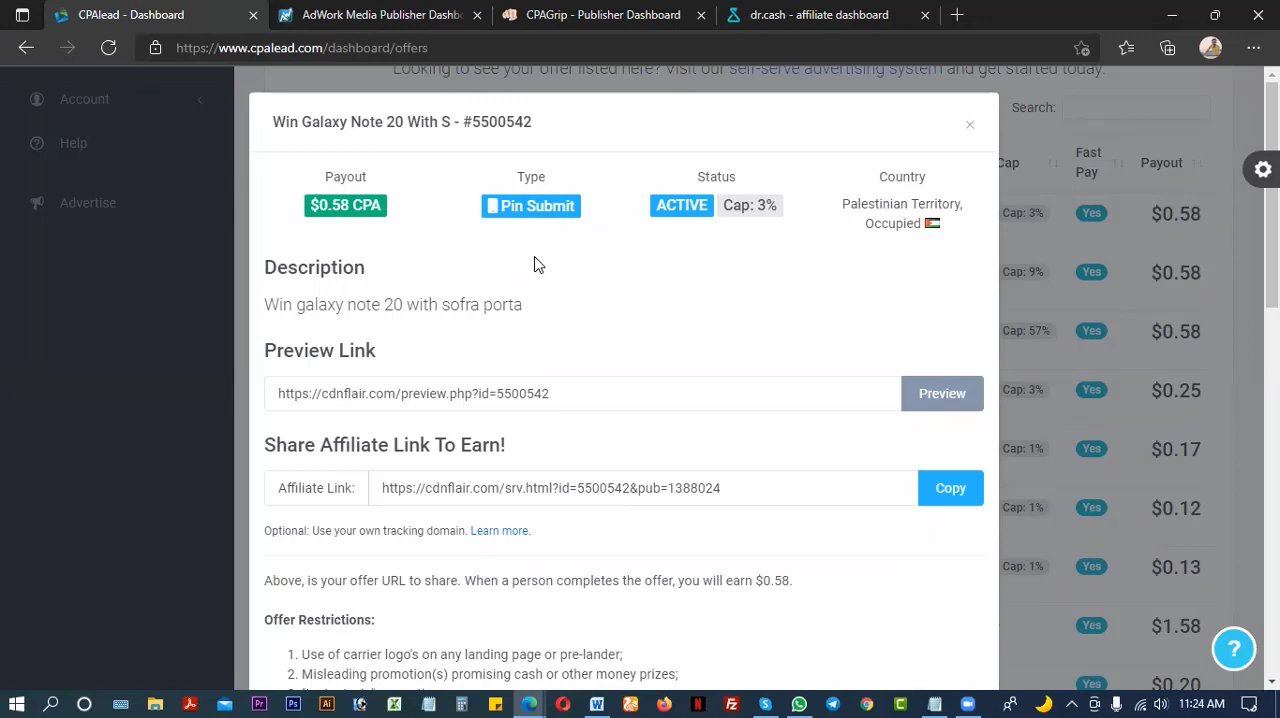 CPAlead - Dashboard
AdWork Media Publisher Dashb
CPAGrip - Publisher Dashboard
dr.cash - affiliate dashboard
https://www.cpalead.com/dashboard/offers
Looking to see your offer listed here? Visit our self-serve advertising system and get started today.
Account
Help
Advertise
Search:
Cap
Fast Pay
Payout
Cap: 3% Yes $0.58
Cap: 9% Yes $0.58
Cap: 57% Yes $0.58
Cap: 3% Yes $0.25
Cap: 1% Yes $0.17
Cap: 1% Yes $0.12
Cap: 1% Yes $0.13
Yes $1.58
Yes $0.20
Win Galaxy Note 20 With S - #5500542
Payout Type Status Country
$0.58 CPA Pin Submit ACTIVE Cap: 3% Palestinian Territory,
Occupied
Description
Win galaxy note 20 with sofra porta
Preview Link
https://cdnflair.com/preview.php?id=5500542 Preview
Share Affiliate Link To Earn!
Affiliate Link: https://cdnflair.com/srv.html?id=5500542&pub=1388024 Copy
Optional: Use your own tracking domain. Learn more.
Above, is your offer URL to share. When a person completes the offer, you will earn $0.58.
Offer Restrictions:
1. Use of carrier logo's on any landing page or pre-lander;
2. Misleading promotion(s) promising cash or other money prizes;
?
11:24 AM